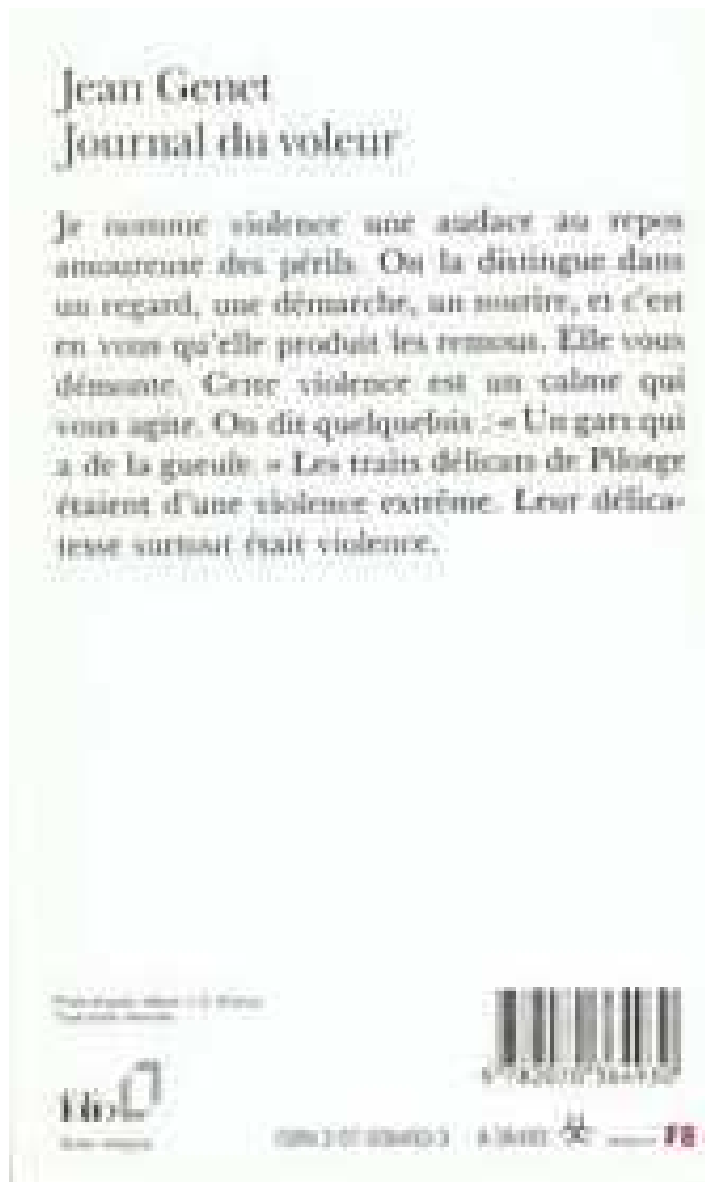 Jean Genet
Journal du voleur
Je nomme violence une audace au repos
amoureuse des périls. On la distingue dans
un regard, une démarche, un sourire, et c'est
en vous qu'elle produit les remous. Elle vous
démonte. Cette violence est un calme qui
vous agite. On dit quelquefois : « Un gars qui
a de la gueule. » Les traits délicats de Pilorge
étaient d'une violence extrême. Leur délica-
tesse surtout était violence.
folio
ISBN